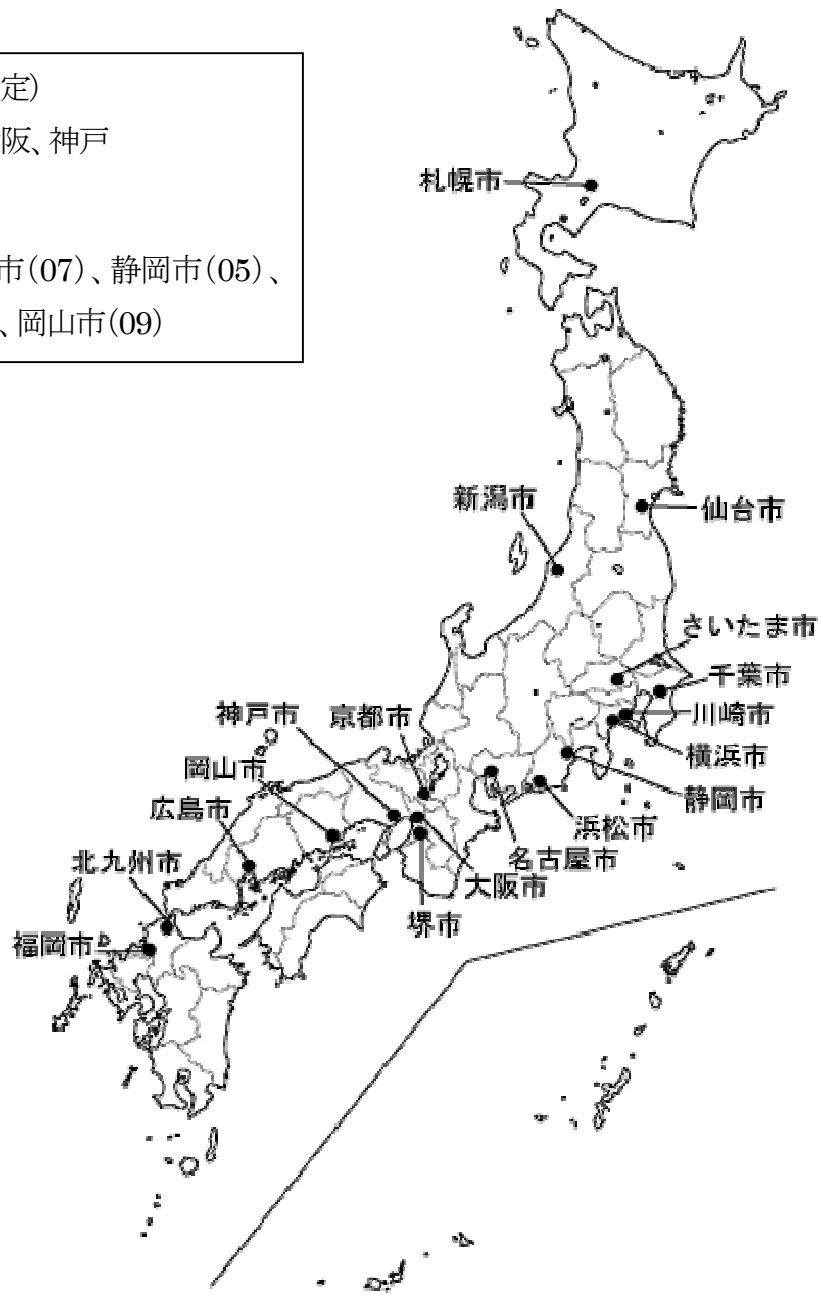 定)
阪、神戸
市(07)、静岡市(05)、
、岡山市(09)
札幌市
新潟市
仙台市
さいたま市
千葉市
川崎市
横浜市
静岡市
浜松市
名古屋市
大阪市
堺市
神戸市
京都市
岡山市
広島市
北九州市
福岡市